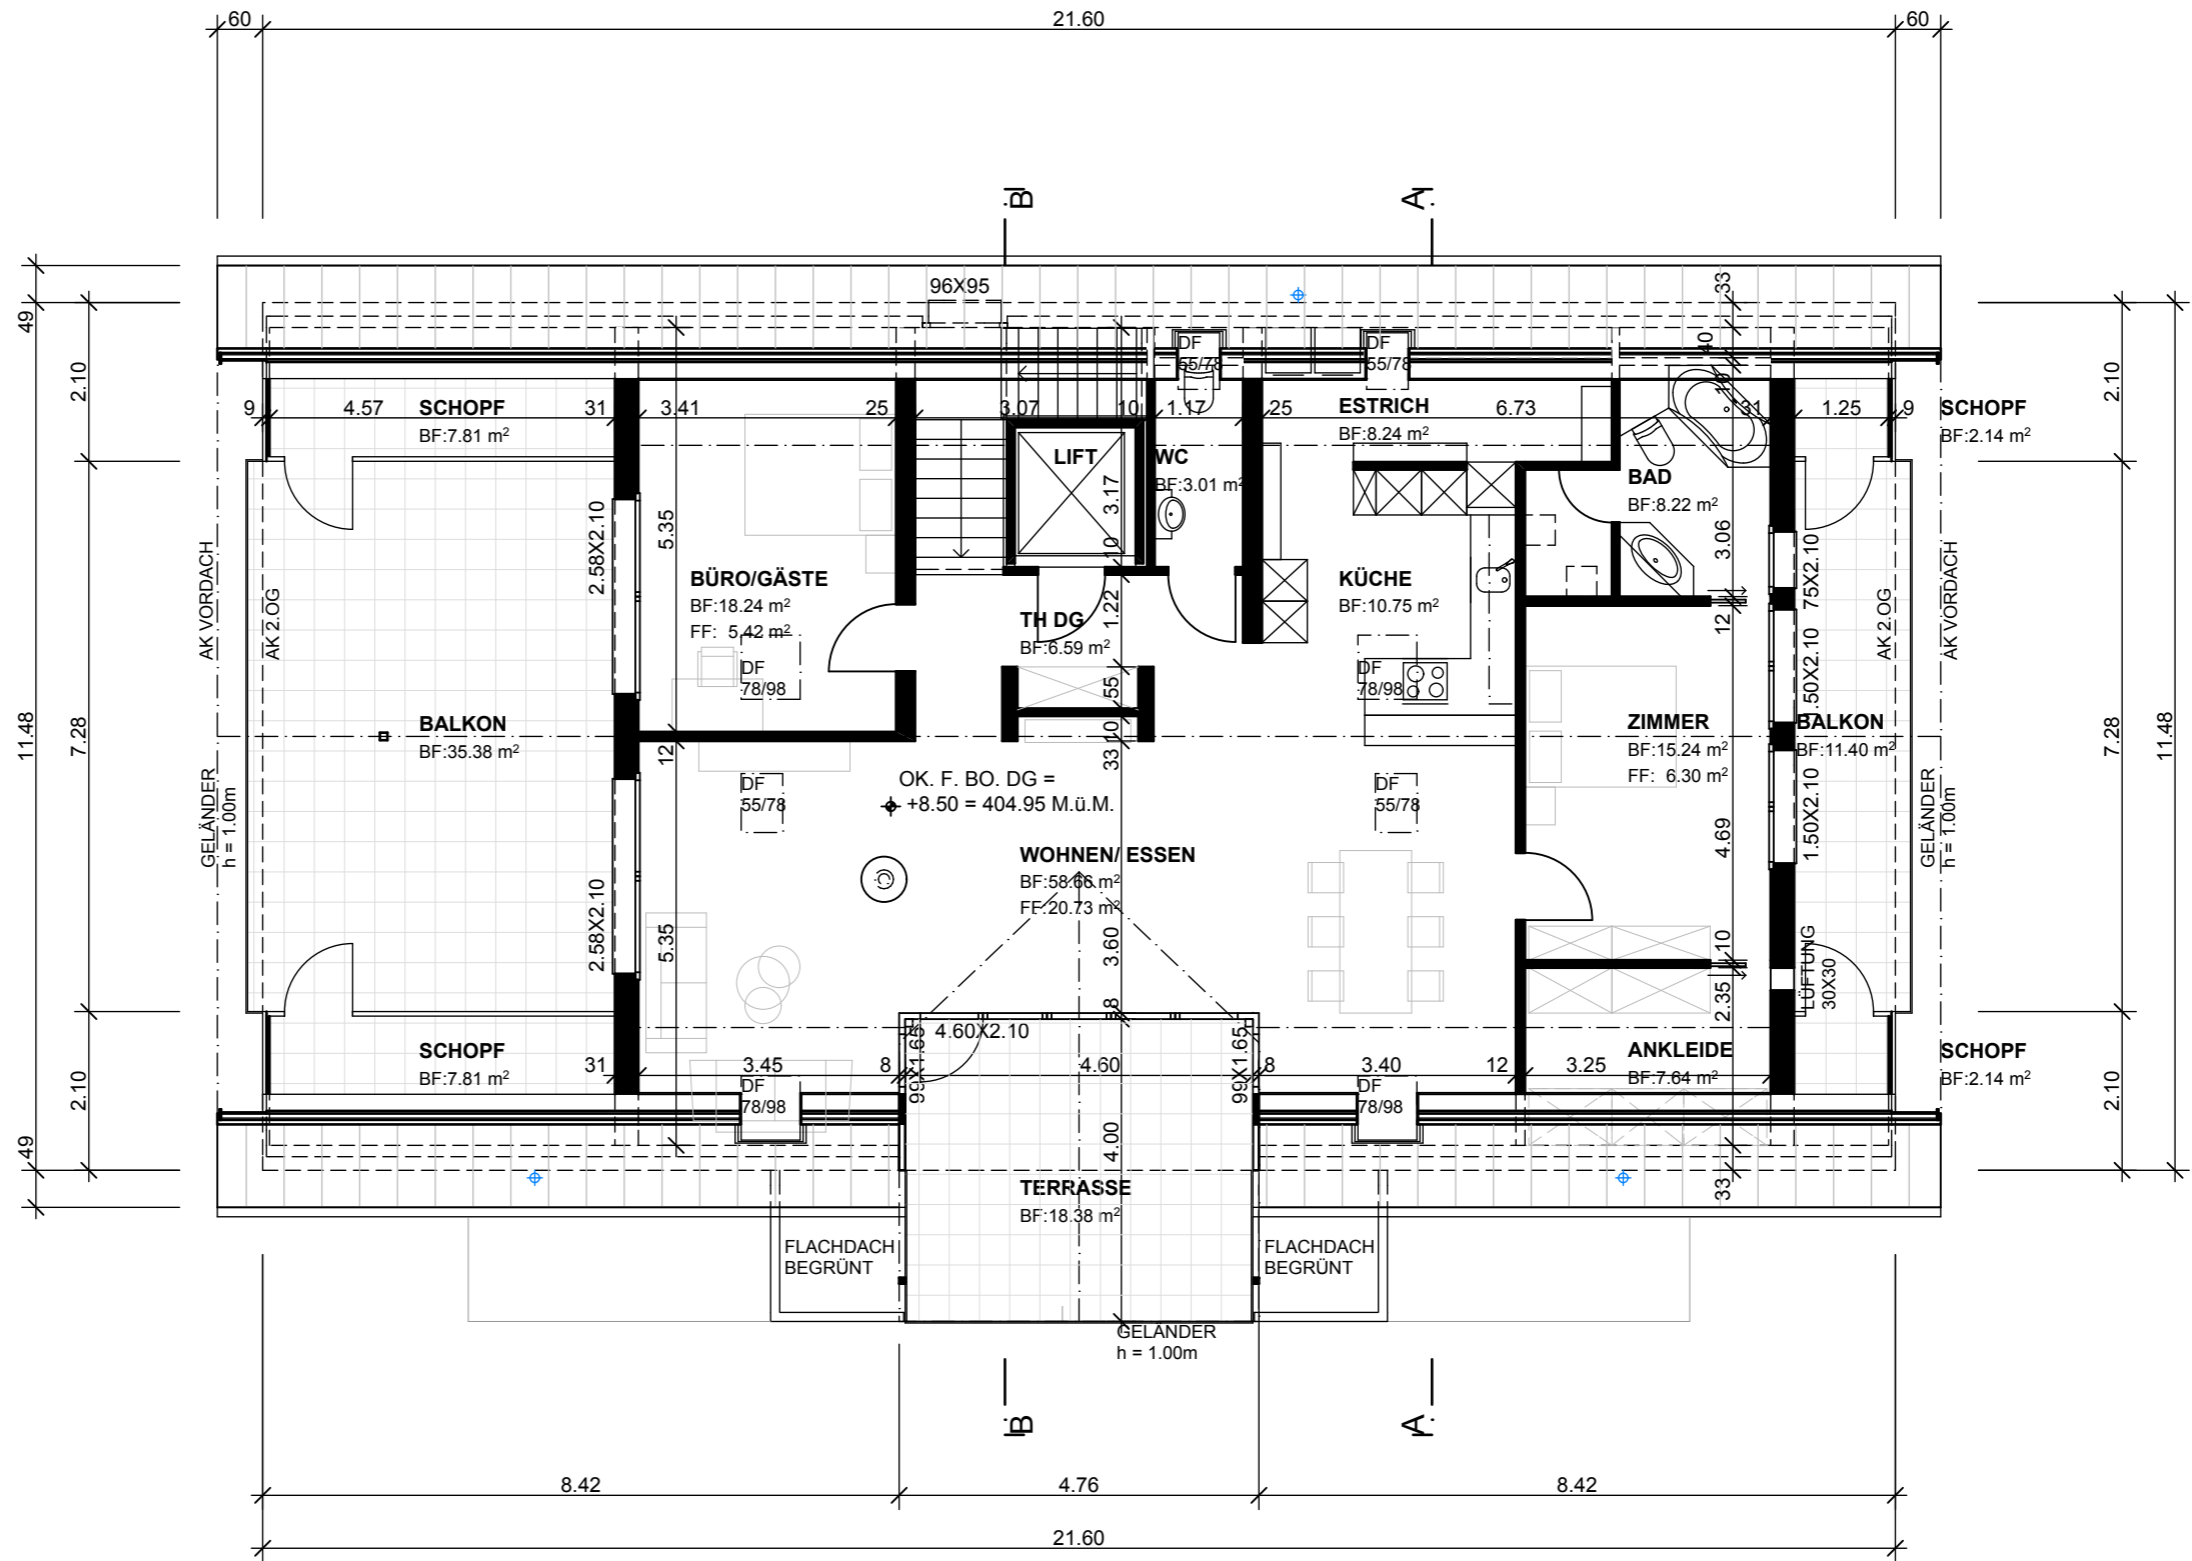 60
21.60
60
B
A
96X95
33
49
49
DF
55/78
DF
55/78
40
2.10
2.10
9
4.57
SCHOPF
BF:7.81 m²
31
3.41
25
3.07
10
1.17
25
ESTRICH
BF:8.24 m²
6.73
31
1.25
9
SCHOPF
BF:2.14 m²
LIFT
WC
BF:3.01 m²
3.17
10
BAD
BF:8.22 m²
3.06
2.58X2.10
5.35
75X2.10
AK VORDACH
AK 2.OG
AK 2.OG
AK VORDACH
BÜRO/GÄSTE
BF:18.24 m²
FF: 5.42 m²
DF
78/98
TH DG
BF:6.59 m²
1.22
KÜCHE
BF:10.75 m²
DF
78/98
12
1.50X2.10
55
10
33
11.48
7.28
BALKON
BF:35.38 m²
12
ZIMMER
BF:15.24 m²
FF: 6.30 m²
BALKON
BF:11.40 m²
7.28
11.48
DF
55/78
OK. F. BO. DG =
+8.50 = 404.95 M.ü.M.
DF
55/78
GELÄNDER
h = 1.00m
1.50X2.10
4.69
GELÄNDER
h = 1.00m
WOHNEN/ ESSEN
BF:58.66 m²
FF:20.73 m²
2.58X2.10
5.35
3.60
8
10
2.35
LÜFTUNG
30X30
4.60X2.10
99X1.65
99X1.65
SCHOPF
BF:7.81 m²
31
3.45
8
4.60
8
3.40
12
3.25
ANKLEIDE
BF:7.64 m²
SCHOPF
BF:2.14 m²
DF
78/98
DF
78/98
2.10
2.10
49
4.00
33
TERRASSE
BF:18.38 m²
FLACHDACH
BEGRÜNT
FLACHDACH
BEGRÜNT
GELÄNDER
h = 1.00m
B
A
8.42
4.76
8.42
21.60